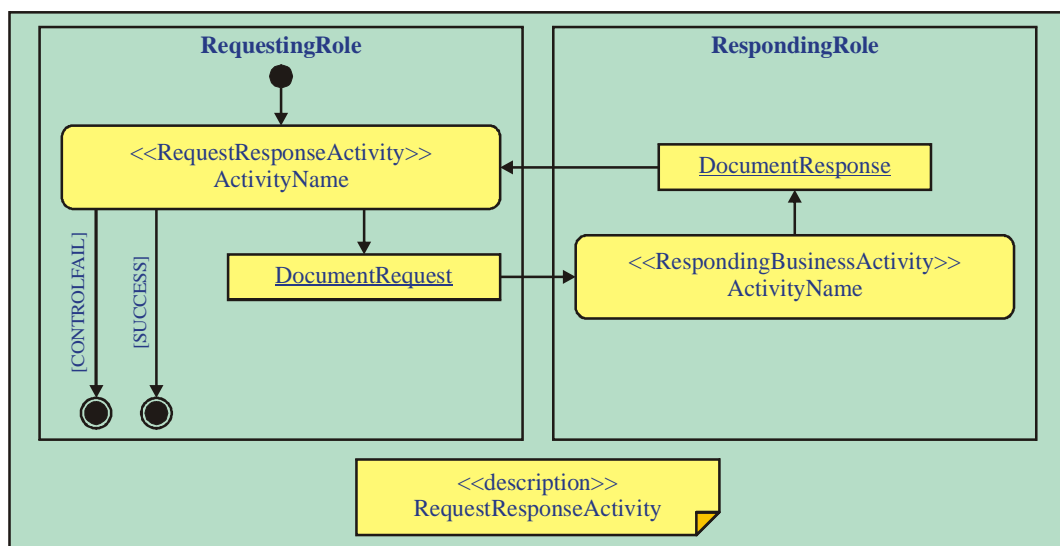 RequestingRole
RespondingRole
<<RequestResponseActivity>>
ActivityName
DocumentResponse
DocumentRequest
<<RespondingBusinessActivity>>
ActivityName
[CONTROLFAIL]
[SUCCESS]
<<description>>
RequestResponseActivity